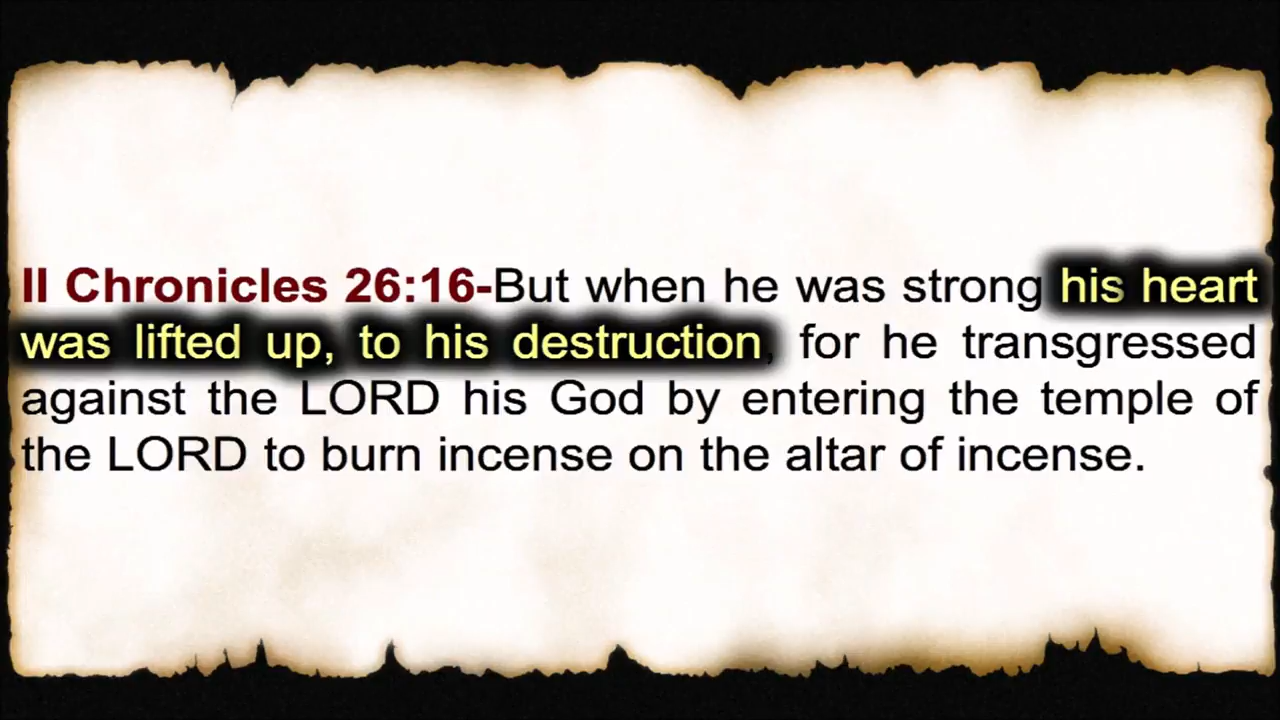 II Chronicles 26:16-But when he was strong his heart
was lifted up, to his destruction, for he transgressed
against the LORD his God by entering the temple of
the LORD to burn incense on the altar of incense.